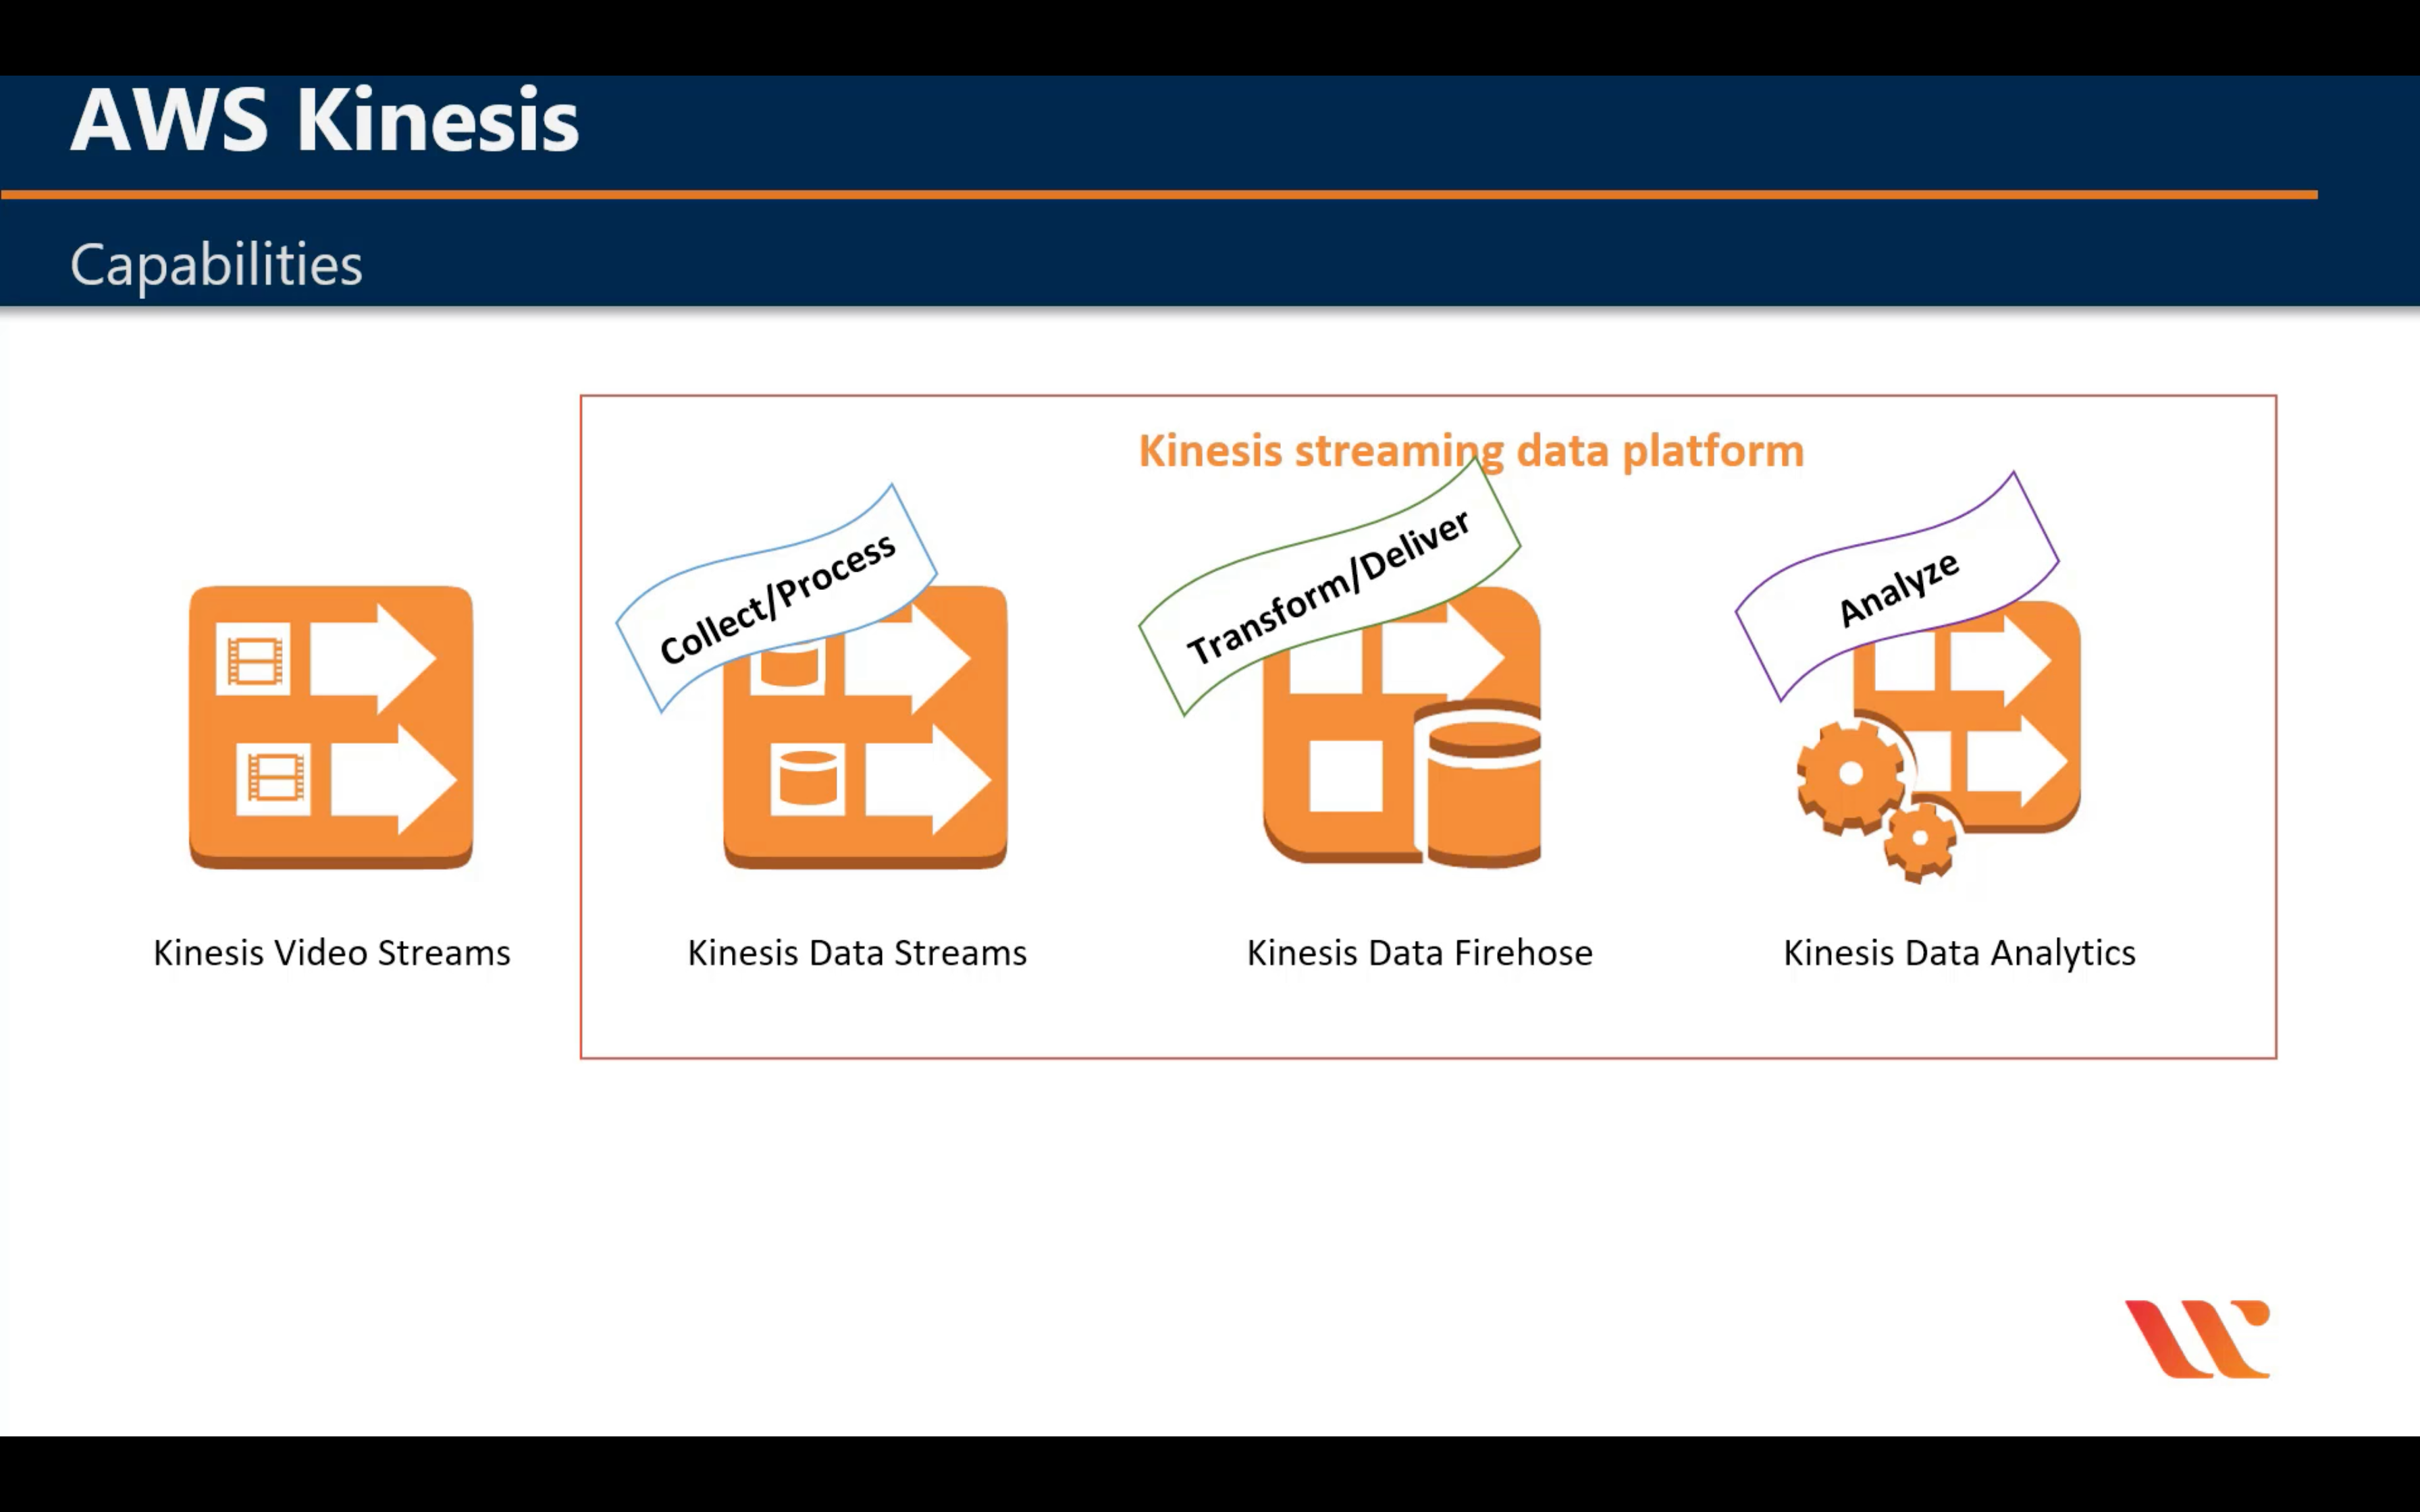 AWS Kinesis
Capabilities
Kinesis streaming data platform
Collect/Process
Transform/Deliver
Analyze
Kinesis Video Streams
Kinesis Data Streams
Kinesis Data Firehose
Kinesis Data Analytics